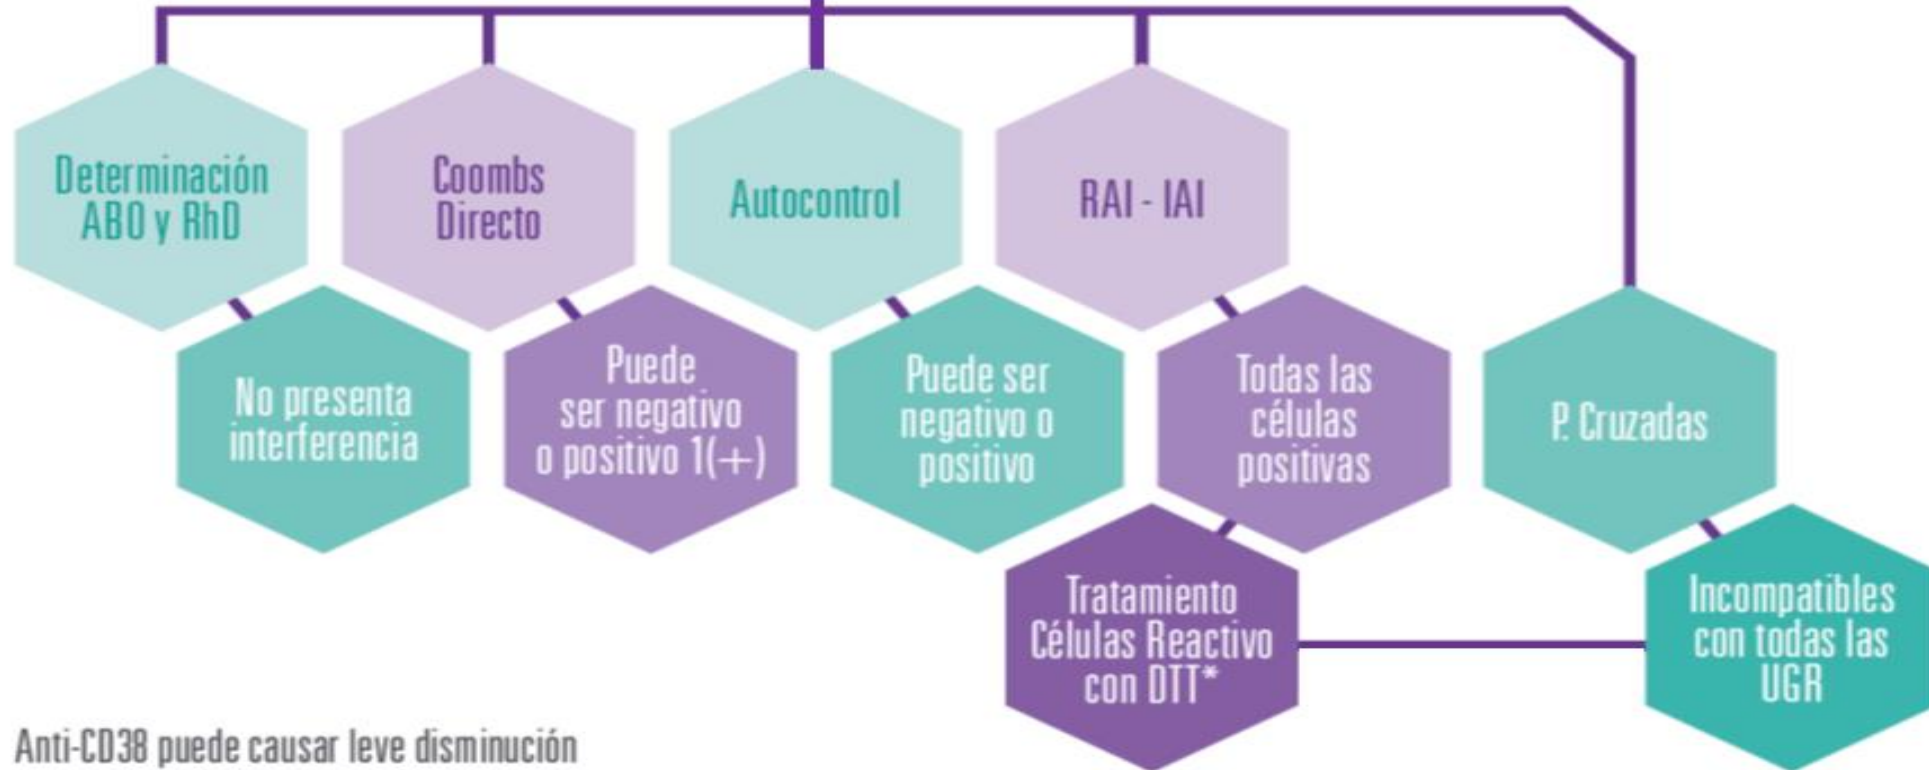 Determinación
ABO y RhD
Coombs
Directo
Autocontrol
RAI - IAI
No presenta
interferencia
Puede
ser negativo
o positivo 1(+)
Puede ser
negativo o
positivo
Todas las
células
positivas
P. Cruzadas
Tratamiento
Células Reactivo
con DTT*
Incompatibles
con todas las
UGR
Anti-CD38 puede causar leve disminución